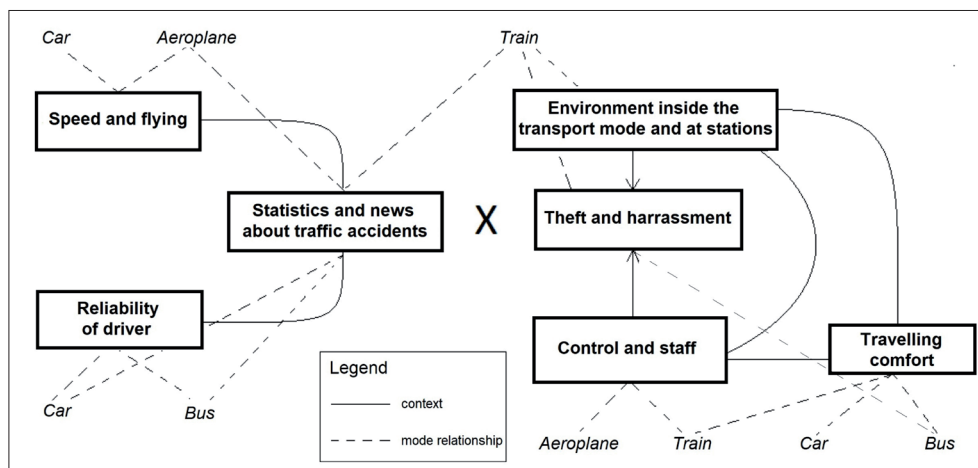 Car
Aeroplane
Train
Speed and flying
Environment inside the
transport mode and at stations
Statistics and news
about traffic accidents
X
Theft and harrassment
Reliability
of driver
Control and staff
Travelling
comfort
Legend
context
mode relationship
Car
Bus
Aeroplane
Train
Car
Bus